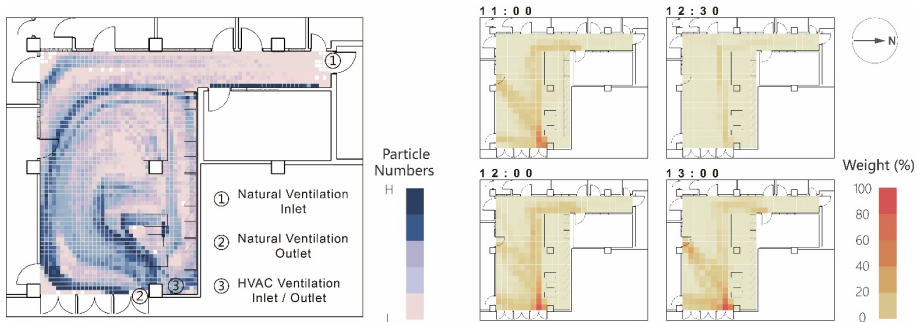 1
Particle
Numbers
H
L
1 Natural Ventilation
Inlet
2 Natural Ventilation
Outlet
3 HVAC Ventilation
Inlet / Outlet
3
2
11:00
12:30
12:00
13:00
N
Weight (%)
100
80
60
40
20
0